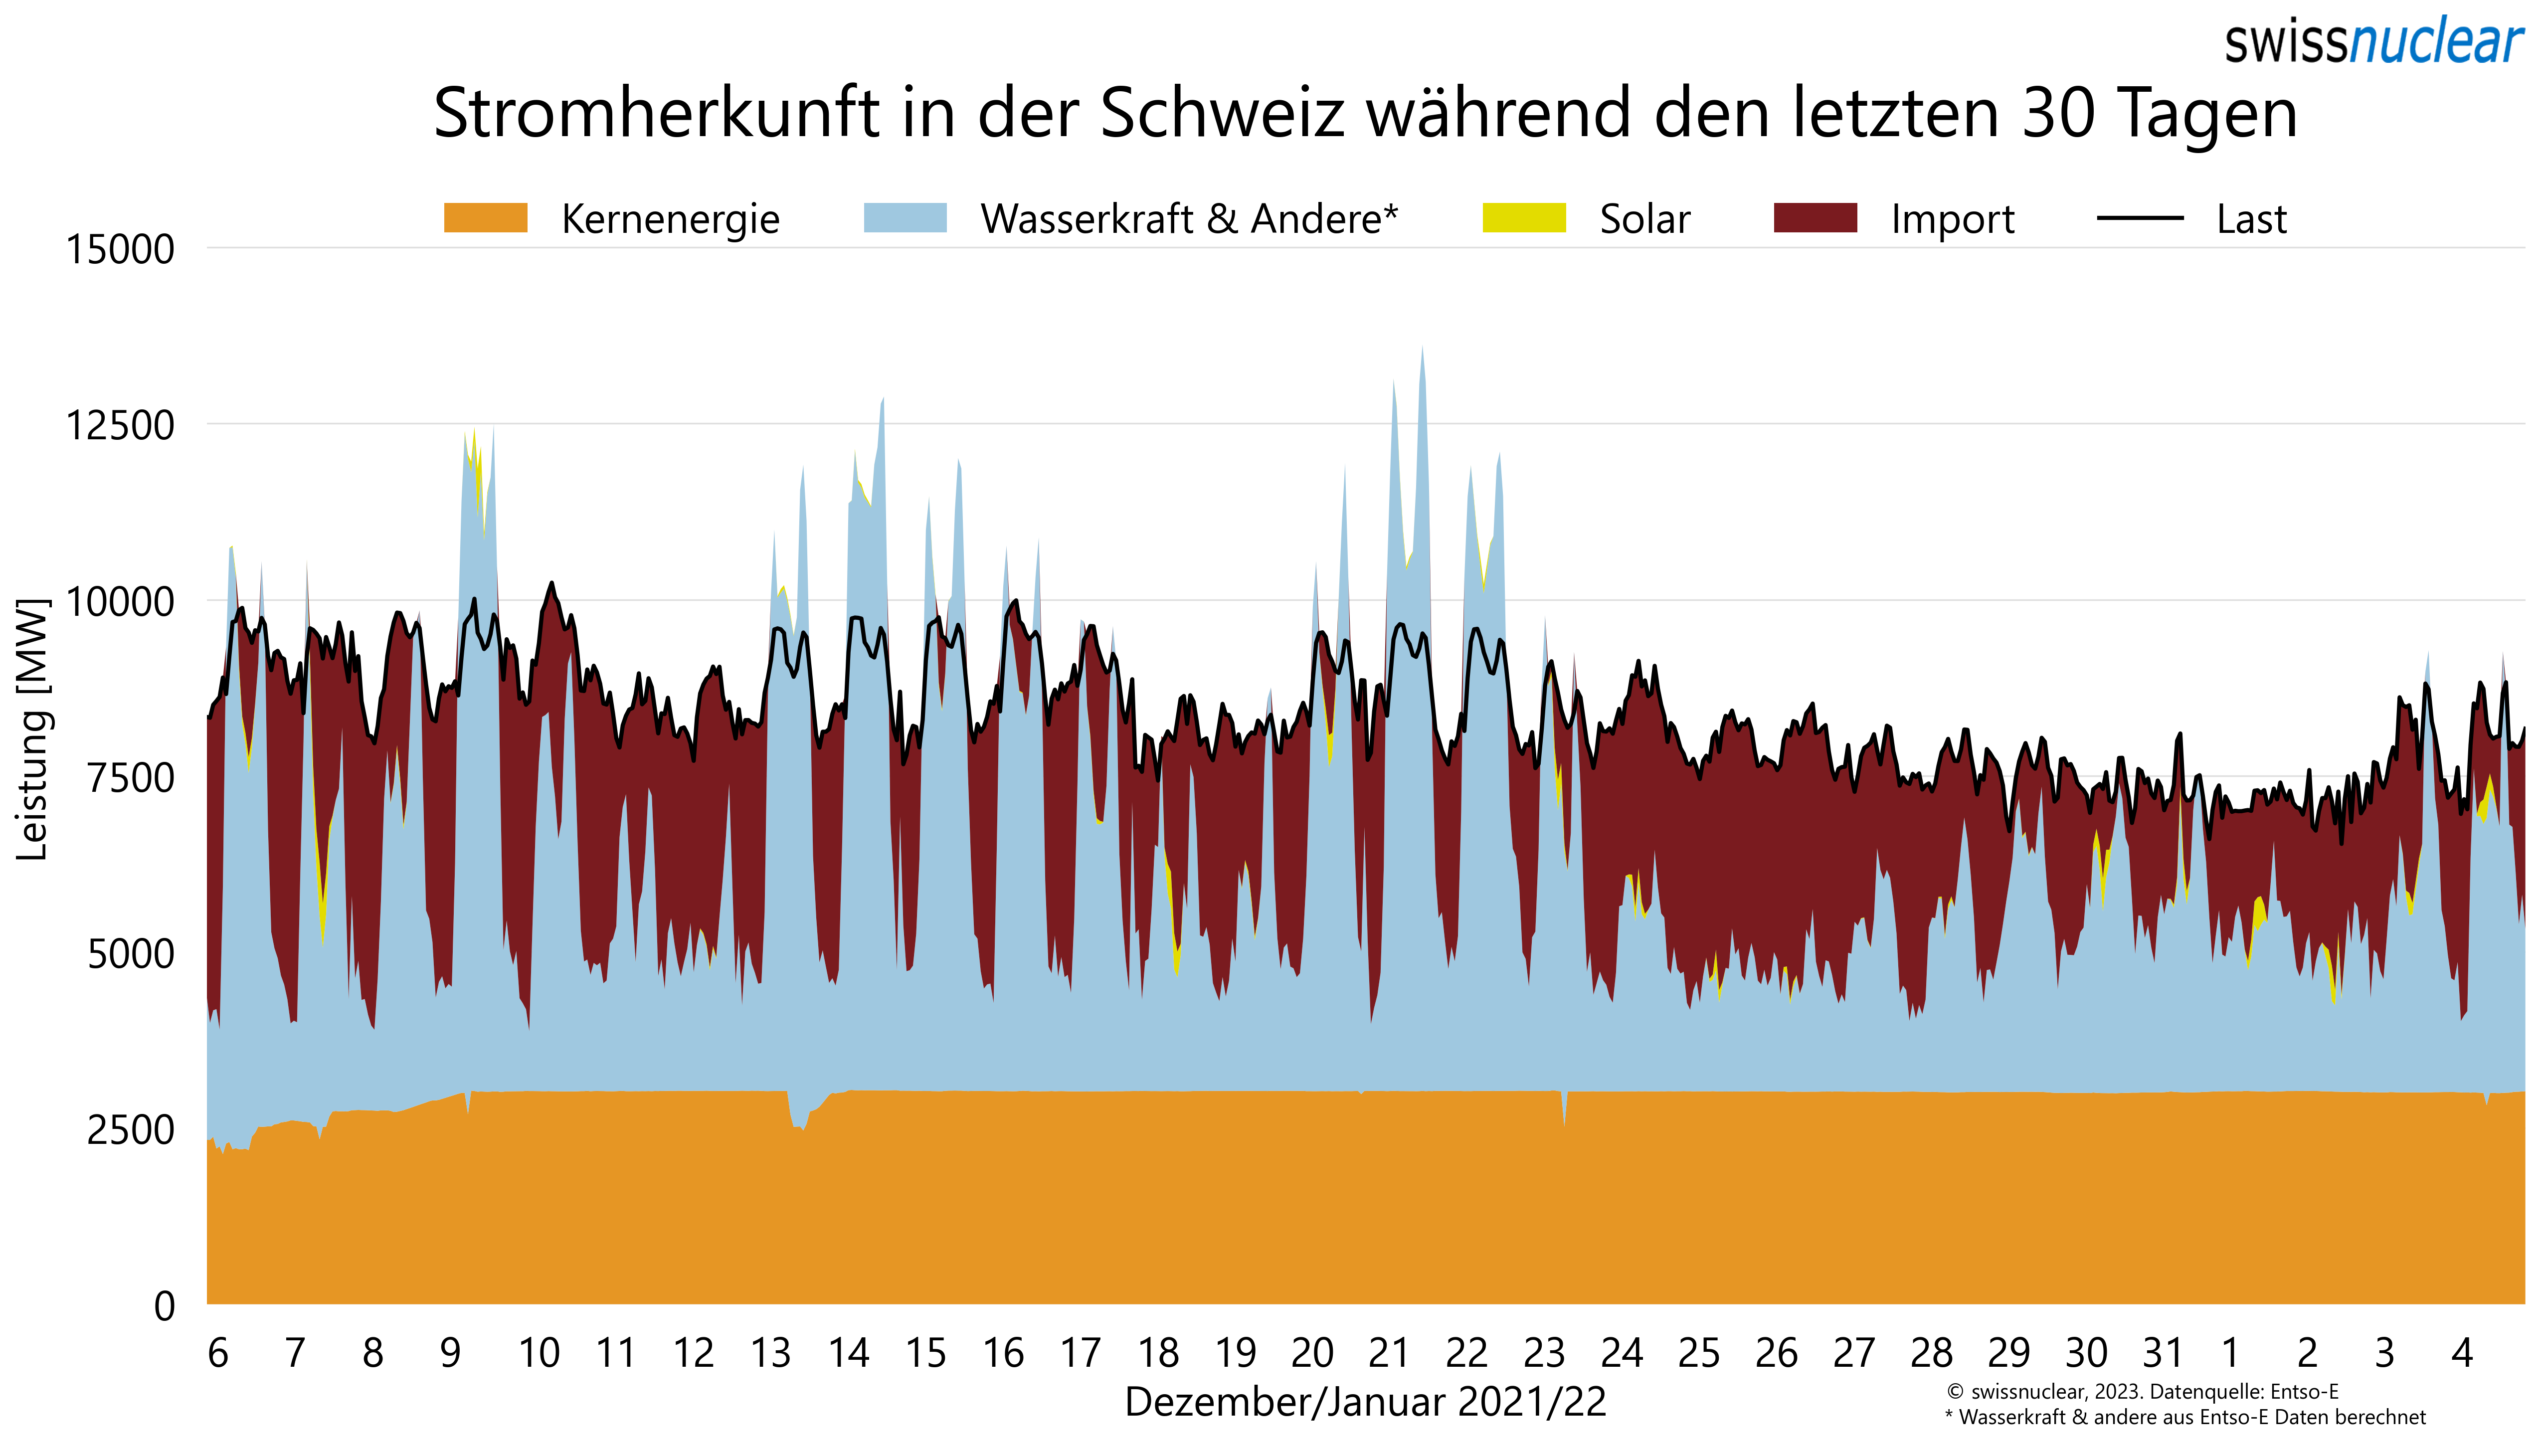 swissnuclear
Stromherkunft in der Schweiz während den letzten 30 Tagen
Kernenergie Wasserkraft & Andere* Solar Import Last
15000
12500
10000
7500
5000
2500
0
Leistung [MW]
6 7 8 9 10 11 12 13 14 15 16 17 18 19 20 21 22 23 24 25 26 27 28 29 30 31 1 2 3 4
Dezember/Januar 2021/22
© swissnuclear, 2023. Datenquelle: Entso-E
* Wasserkraft & andere aus Entso-E Daten berechnet